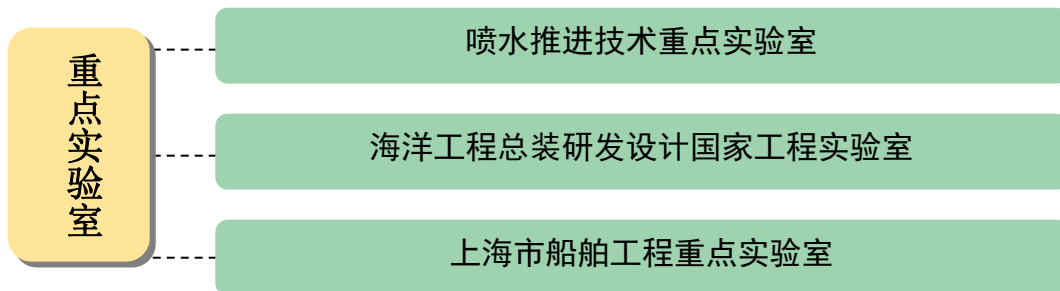 重点实验室
喷水推进技术重点实验室
海洋工程总装研发设计国家工程实验室
上海市船舶工程重点实验室